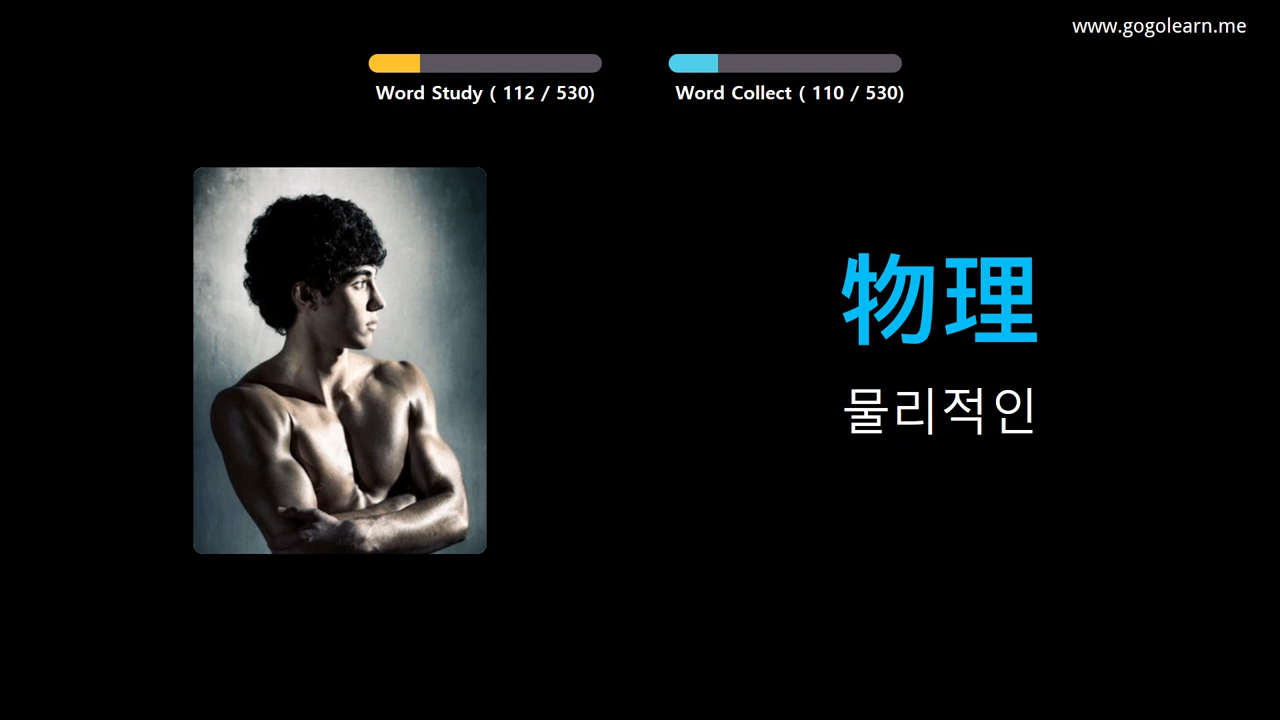 www.gogolearn.me
Word Study ( 112 / 530)
Word Collect ( 110 / 530)
物理
물리적인